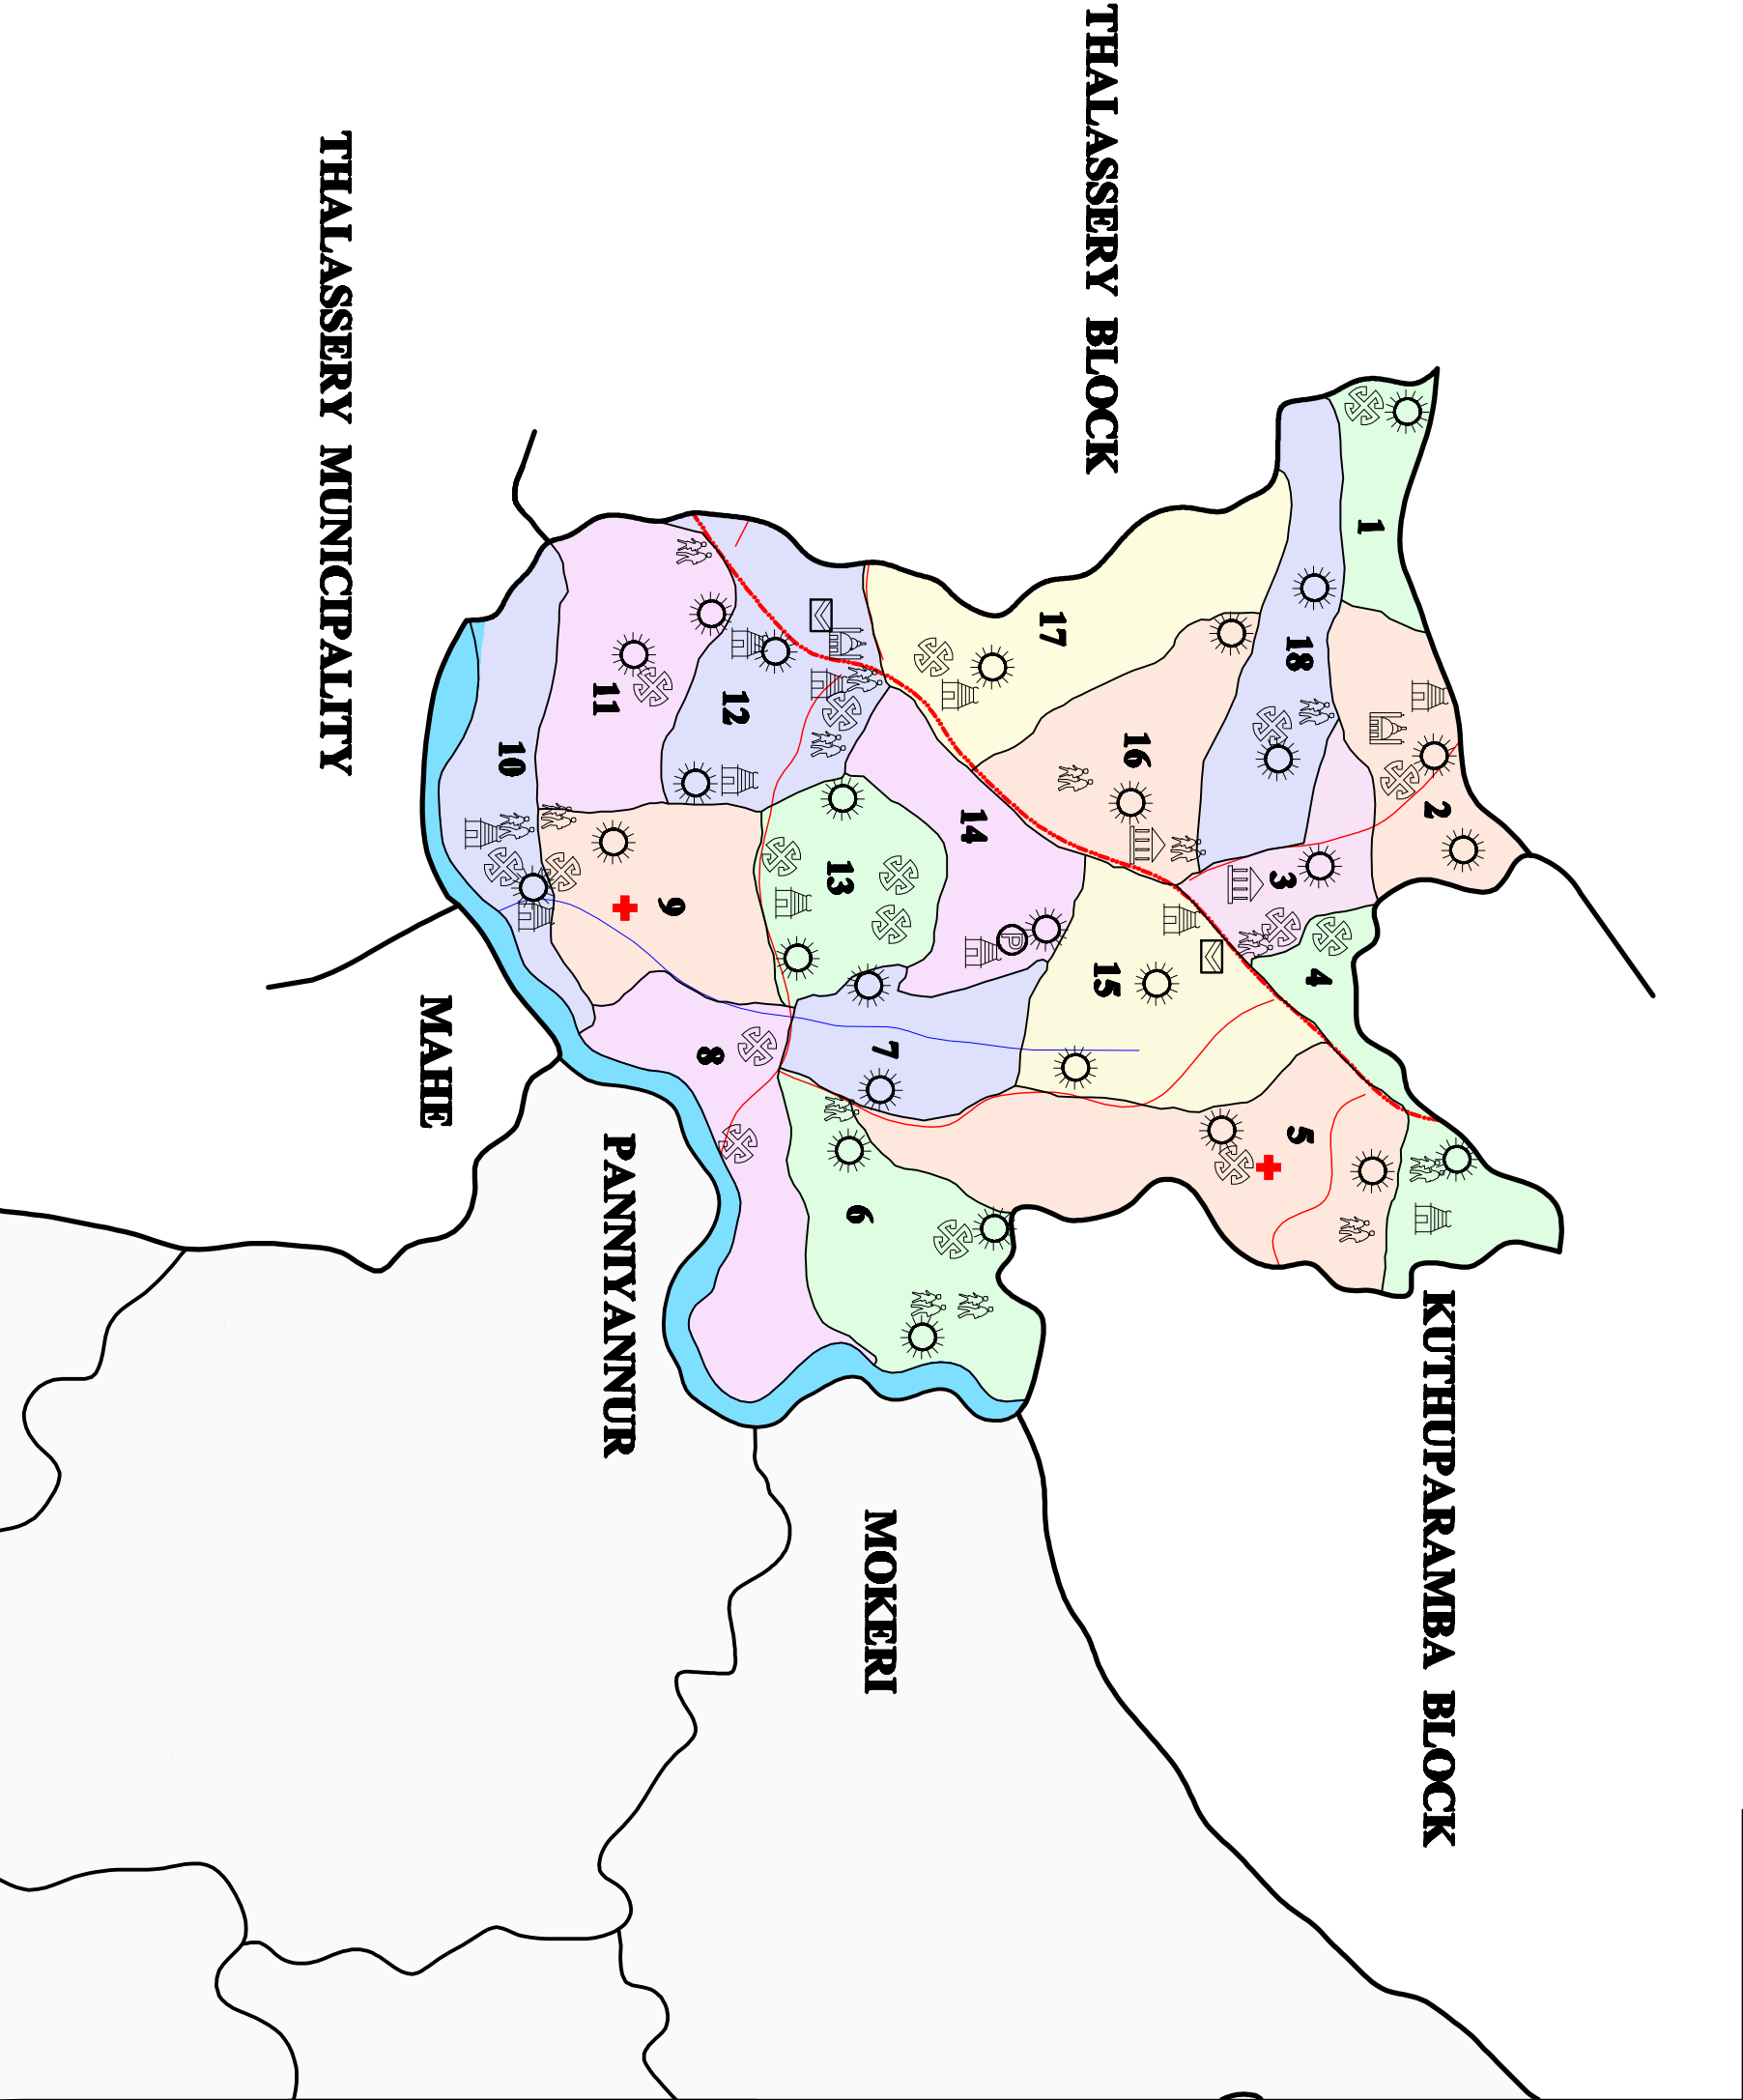 2
KUTHUPARAMBA BLOCK
1
4
18
5
3
16
THALASSERY BLOCK
15
17
P
14
7
MOKERI
6
13
12
8
9
PANNIYANNUR
11
10
MAHE
THALASSERY MUNICIPALITY